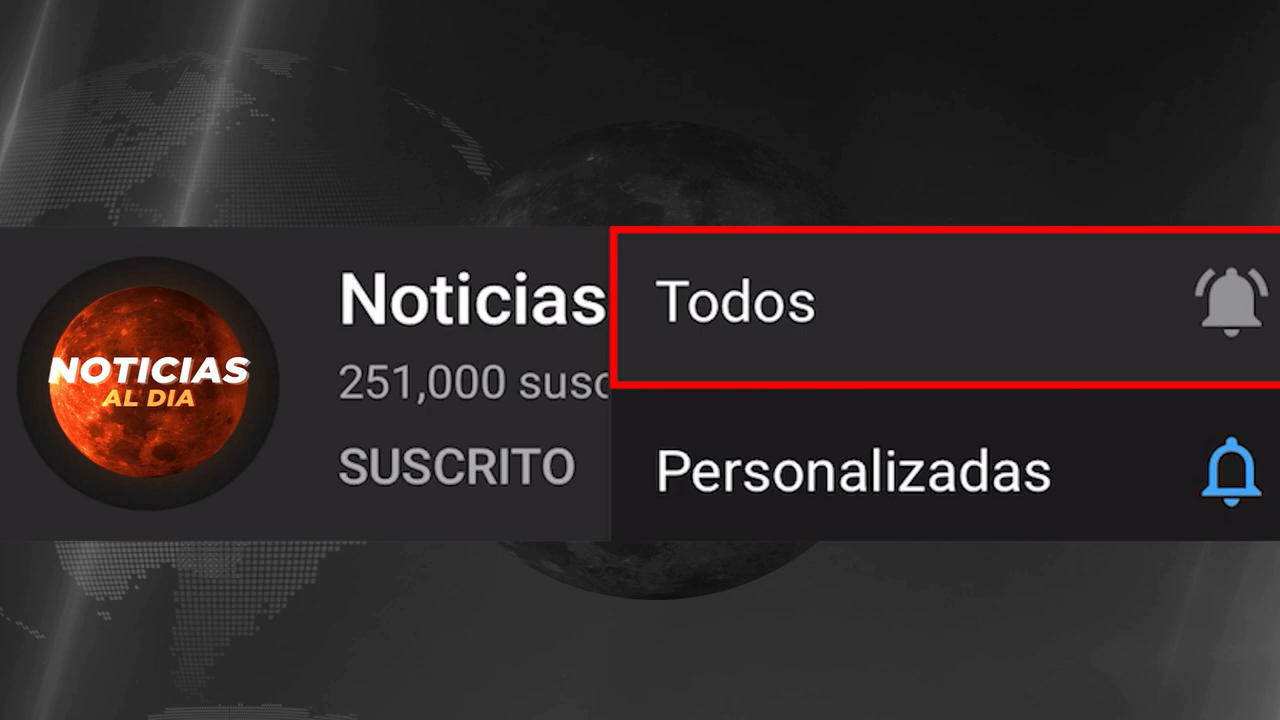 NOTICIAS
AL DIA
Noticias
251,000 susc
SUSCRITO
Todos
Personalizadas